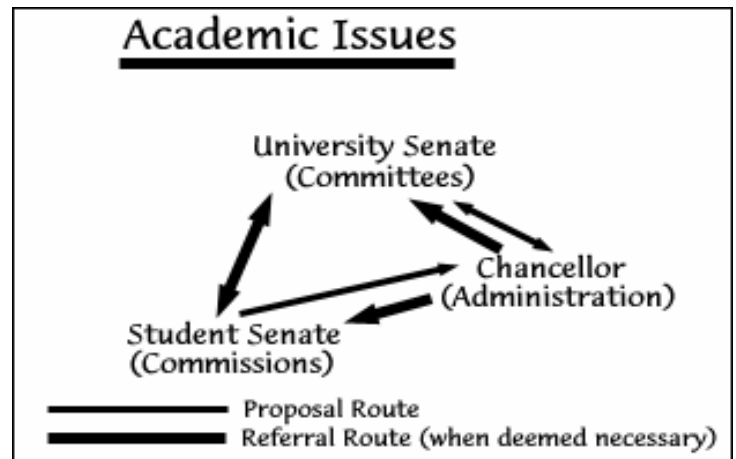 Academic Issues
University Senate
(Committees)
Chancellor
(Administration)
Student Senate
(Commissions)
Proposal Route
Referral Route (when deemed necessary)